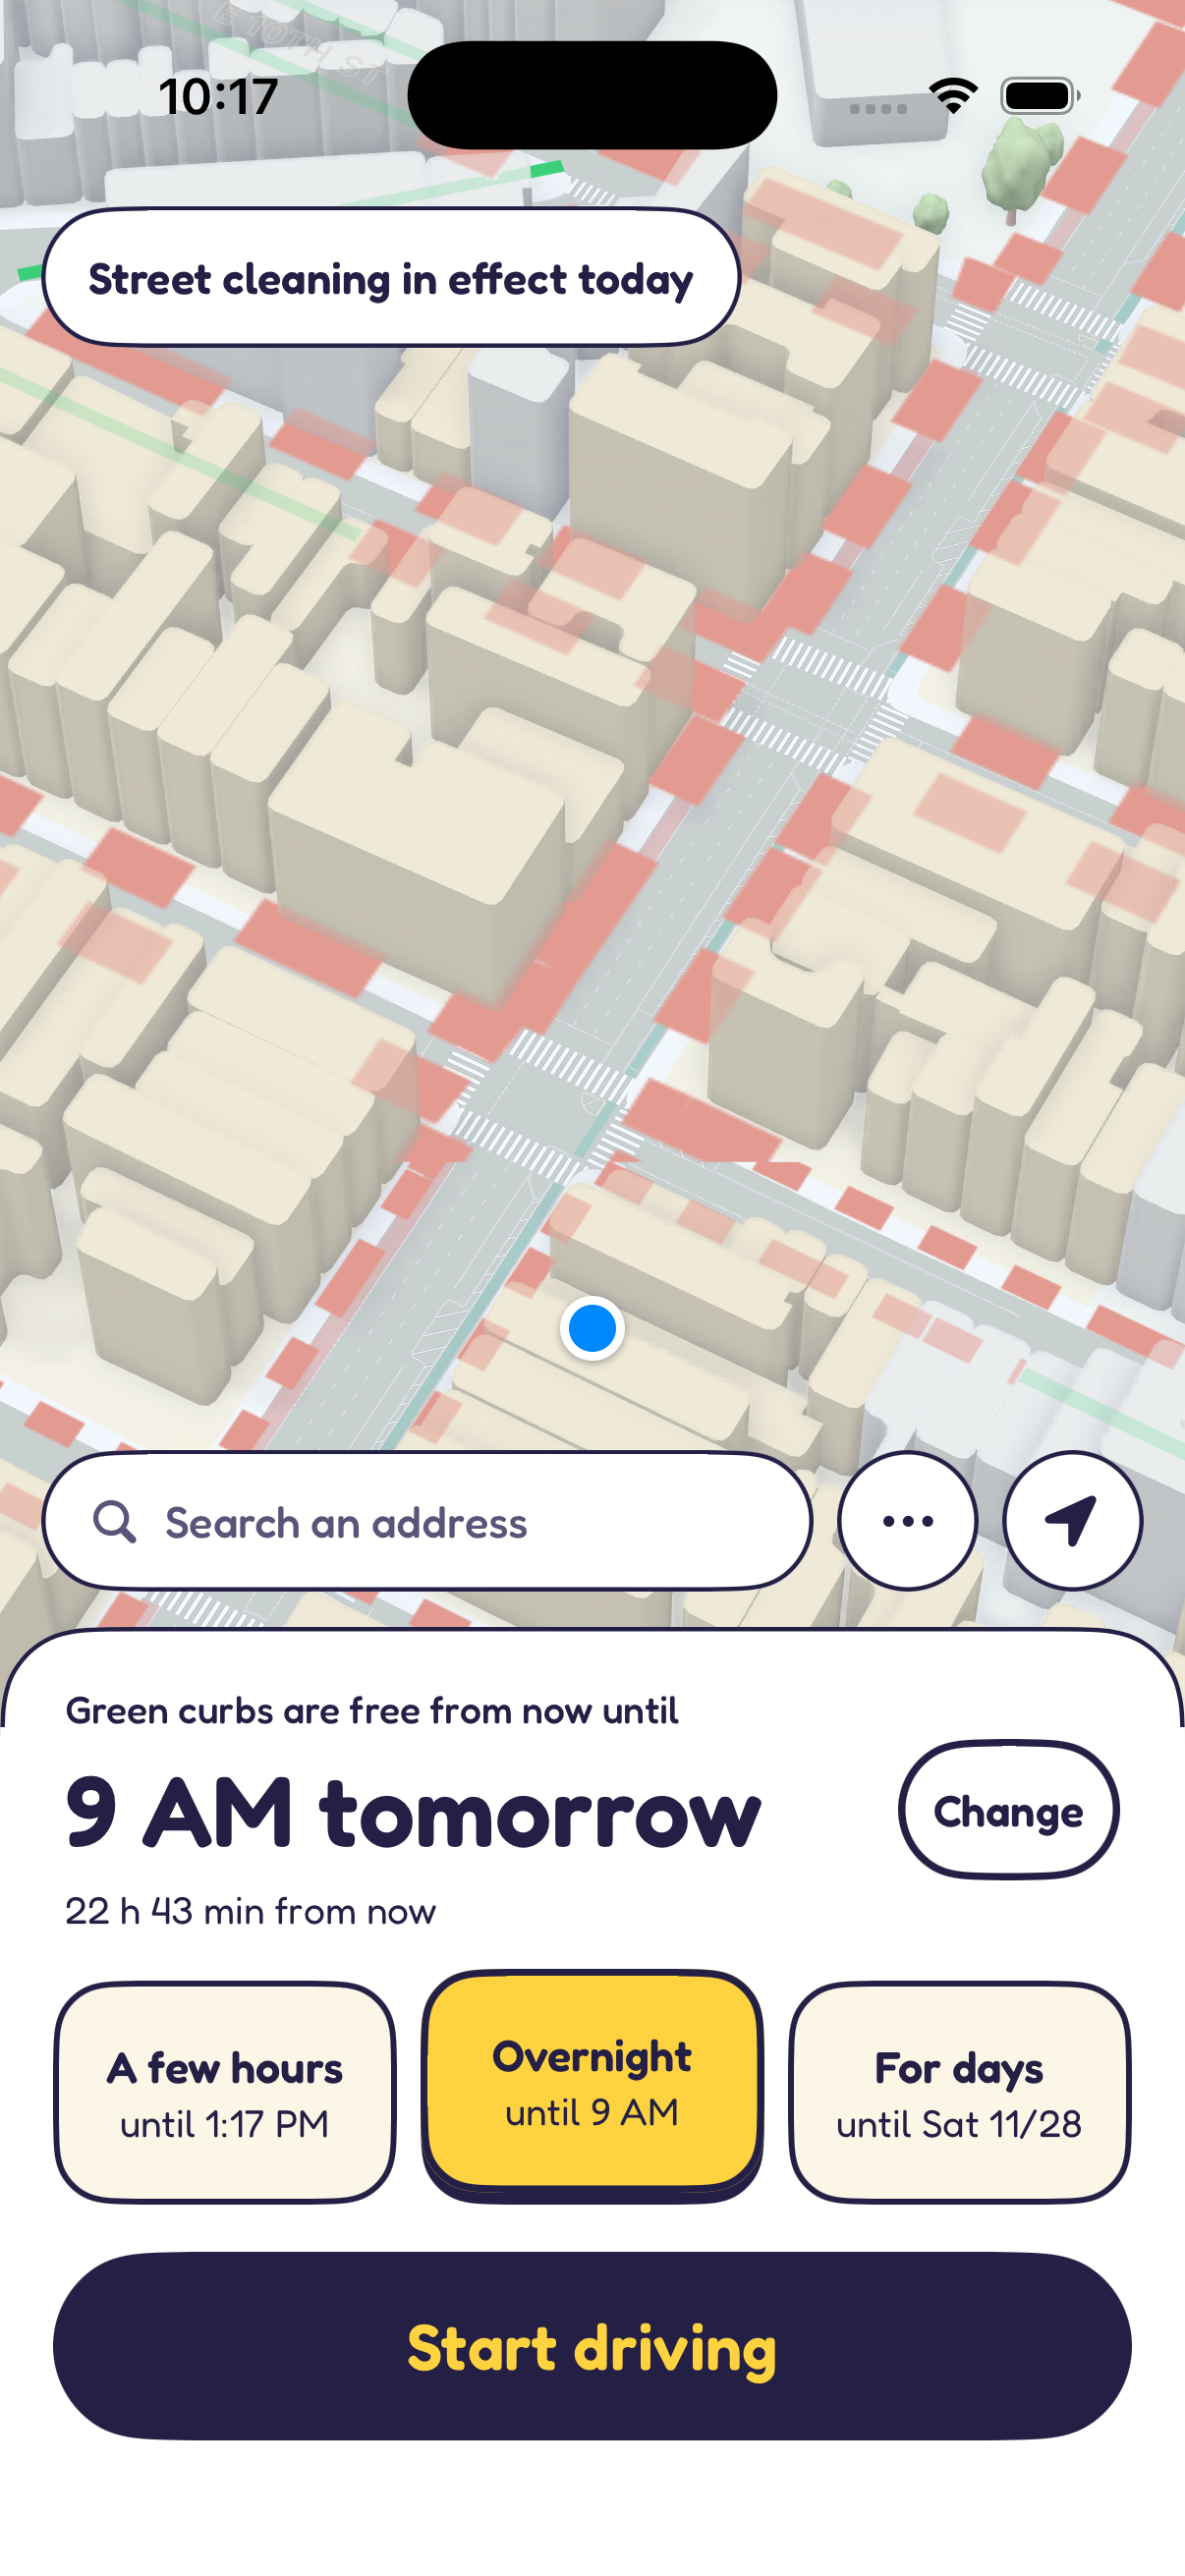 E 10TH ST
10:17
Street cleaning in effect today
Search an address
Green curbs are free from now until
9 AM tomorrow
Change
22 h 43 min from now
A few hours
until 1:17 PM
Overnight
until 9 AM
For days
until Sat 11/28
Start driving